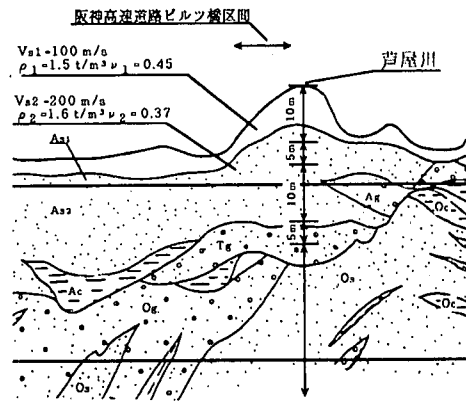 阪神高速道路ピルツ橋区間
Vs1=100 m/s
ρ1=1.5 t/m³ ν1=0.45
芦屋川
Vs2=200 m/s
ρ2=1.6 t/m³ ν2=0.37
10m
As1
5m
10m
As2
Ag
Oc
5m
Tg
Ac
Og
Os
Oc
Os